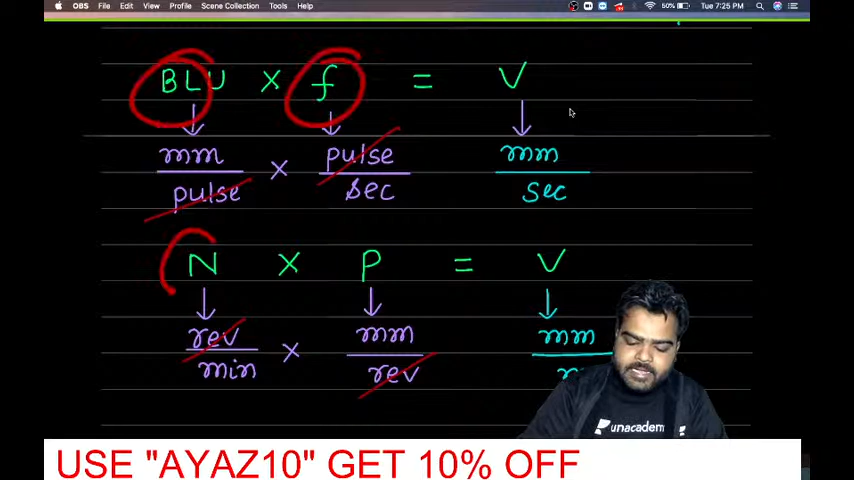 OBS File Edit View Profile Scene Collection Tools Help 50% Tue 7:25 PM
BLU × f = V
mm × pulse mm
pulse sec sec
N × P = V
rev × mm mm
min rev
unacademy
USE "AYAZ10" GET 10% OFF